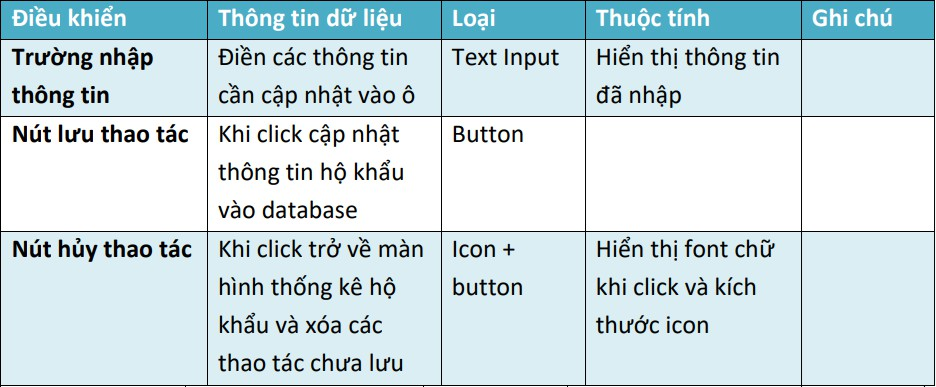 Điều khiển Thông tin dữ liệu Loại Thuộc tính Ghi chú
Trường nhập thông tin
Điền các thông tin cần cập nhật vào ô
Text Input
Hiển thị thông tin đã nhập
Nút lưu thao tác
Khi click cập nhật thông tin hộ khẩu vào database
Button
Nút hủy thao tác
Khi click trở về màn hình thống kê hộ khẩu và xóa các thao tác chưa lưu
Icon + button
Hiển thị font chữ khi click và kích thước icon